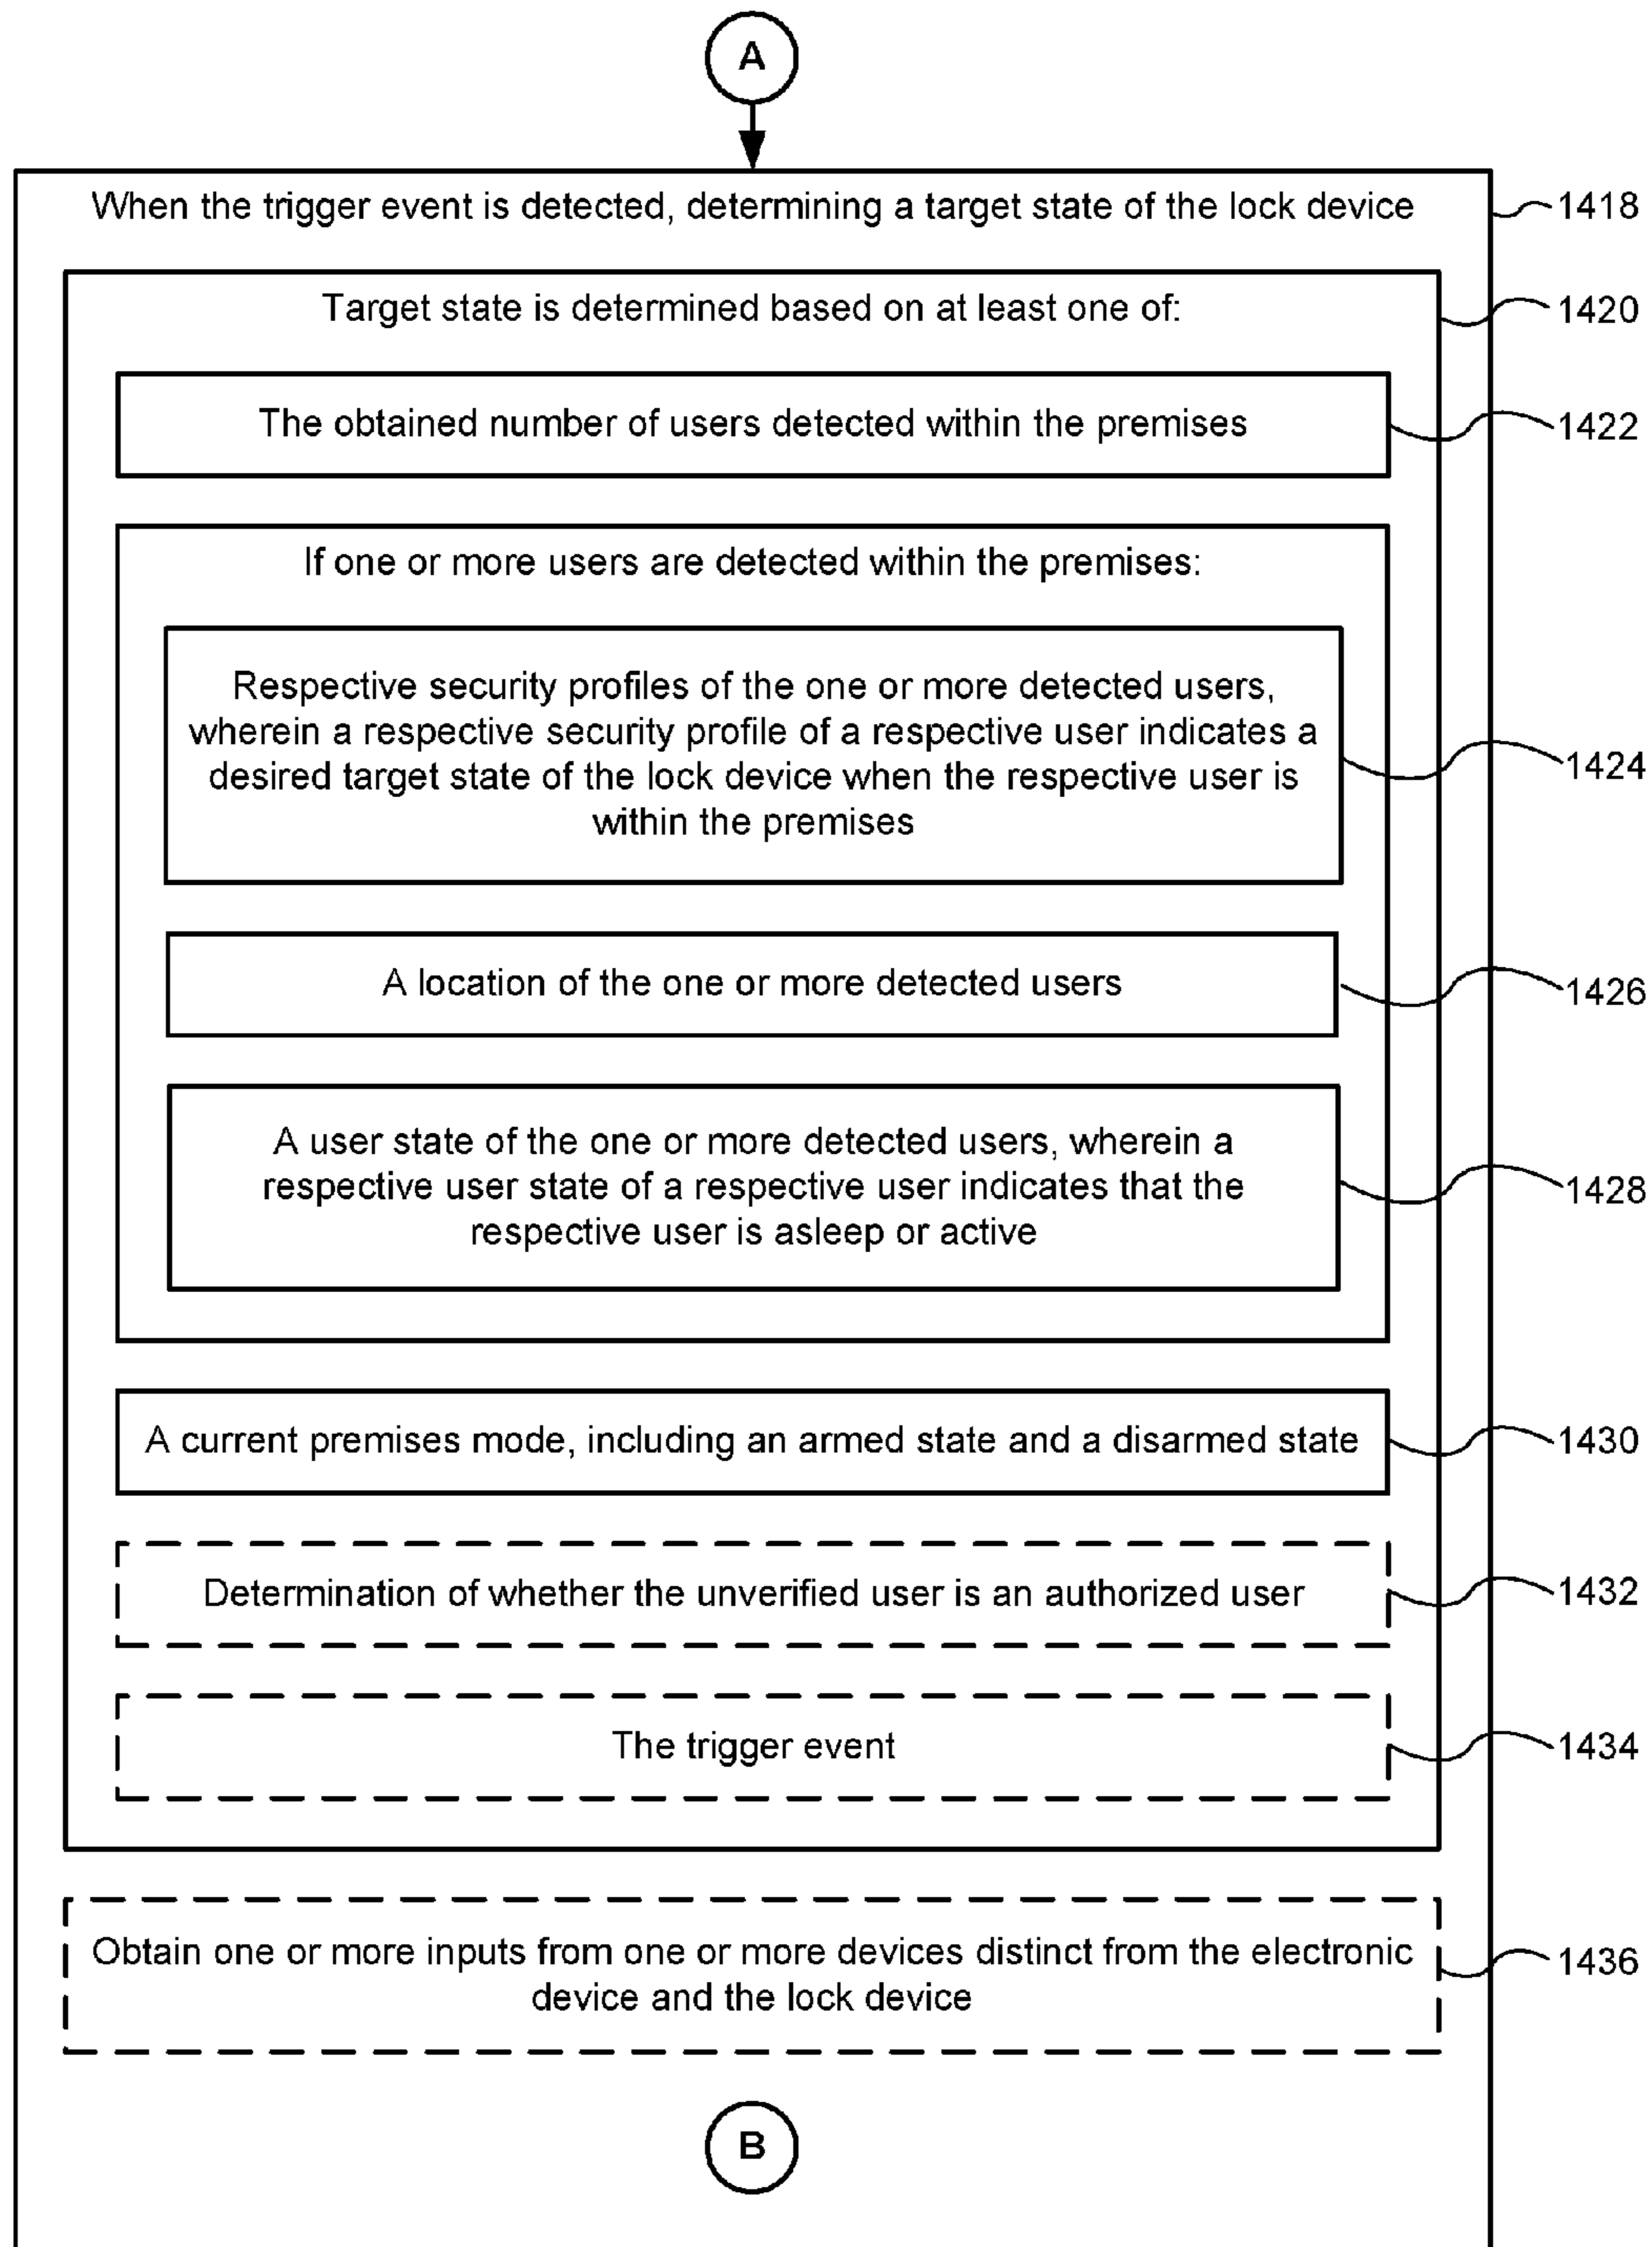 A
When the trigger event is detected, determining a target state of the lock device
1418
Target state is determined based on at least one of:
1420
The obtained number of users detected within the premises
1422
If one or more users are detected within the premises:
Respective security profiles of the one or more detected users,
wherein a respective security profile of a respective user indicates a
desired target state of the lock device when the respective user is
within the premises
1424
A location of the one or more detected users
1426
A user state of the one or more detected users, wherein a
respective user state of a respective user indicates that the
respective user is asleep or active
1428
A current premises mode, including an armed state and a disarmed state
1430
Determination of whether the unverified user is an authorized user
1432
The trigger event
1434
Obtain one or more inputs from one or more devices distinct from the electronic
device and the lock device
1436
B